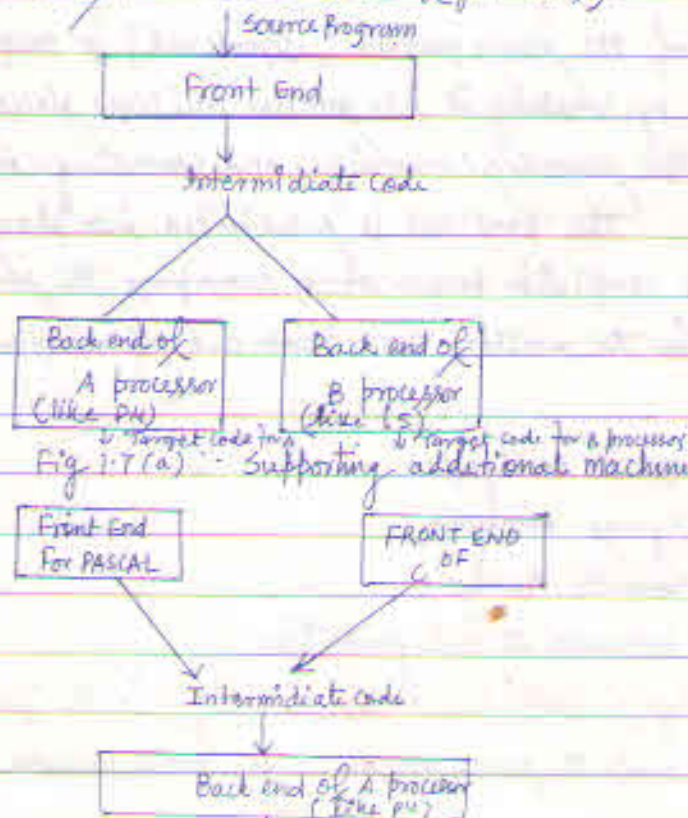 Source Program
Front End
Intermidiate Code
Back end of
A processor
(like P4)
Back end of
B processor
(like i5)
↓ Target code for A
↓ Target code for B processor
Fig 1.7(a) Supporting additional machine
Front End
For PASCAL
FRONT END
OF
C
Intermidiate code
Back end of A processor
(like P4)